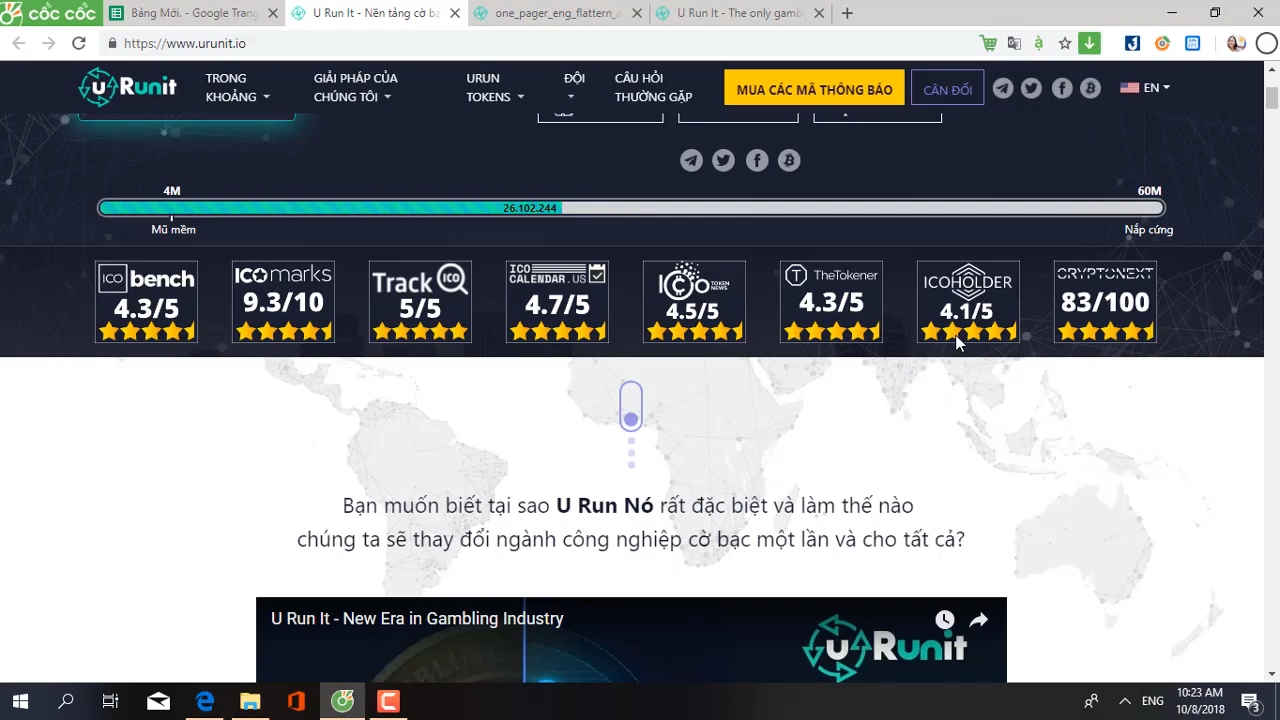 cốc cốc
Bảng Mới. - Google Trang
U Run It - Nền tảng cờ bạ
one_pager_eng_flattern_a
U Run It - The only gamb
https://www.urunit.io
uRunit
TRONG KHOẢNG
GIẢI PHÁP CỦA CHÚNG TÔI
URUN TOKENS
ĐỘI
CÂU HỎI THƯỜNG GẶP
MUA CÁC MÃ THÔNG BÁO
CÂN ĐỐI
EN
4M
60M
26.102.244
Mũ mềm
Nắp cứng
ICO bench
4.3/5
ICOmarks
9.3/10
Track ICO
5/5
ICO CALENDAR.US
4.7/5
ICO TOKEN NEWS
4.5/5
T TheTokener
4.3/5
ICOHOLDER
4.1/5
CRYPTONEXT
83/100
Bạn muốn biết tại sao U Run Nó rất đặc biệt và làm thế nào
chúng ta sẽ thay đổi ngành công nghiệp cờ bạc một lần và cho tất cả?
U Run It - New Era in Gambling Industry
uRunit
ENG
10:23 AM
10/8/2018
3